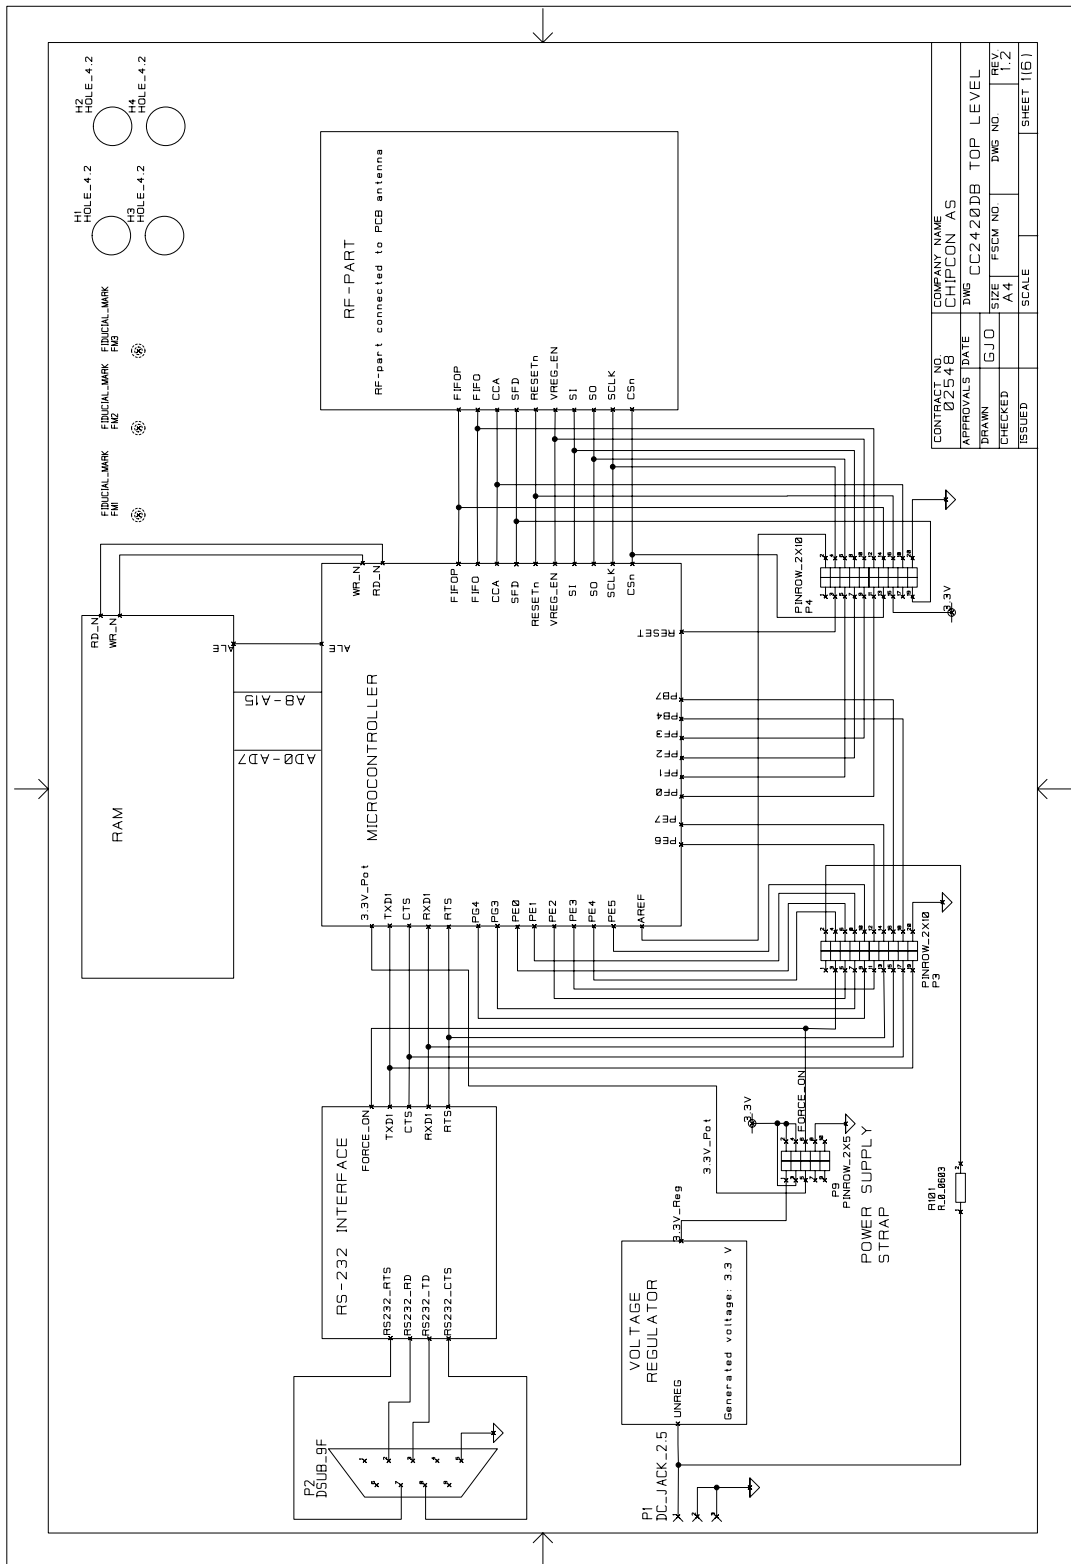 H1
HOLE_4.2
H2
HOLE_4.2
H3
HOLE_4.2
H4
HOLE_4.2
FIDUCIAL_MARK
FM1
FIDUCIAL_MARK
FM2
FIDUCIAL_MARK
FM3
RAM
RD_N
WR_N
ALE
A8-A15
AD0-AD7
MICROCONTROLLER
WR_N
RD_N
ALE
3.3V_Pot
TXD1
CTS
RXD1
RTS
PG4
PG3
PE0
PE1
PE2
PE3
PE4
PE5
AREF
FIFOP
FIFO
CCA
SFD
RESETn
VREG_EN
SI
SO
SCLK
CSn
RESET
PB7
PB4
PF3
PF2
PF1
PF0
PE7
PE6
RF-PART
RF-part connected to PCB antenna
FIFOP
FIFO
CCA
SFD
RESETn
VREG_EN
SI
SO
SCLK
CSn
RS-232 INTERFACE
FORCE_ON
TXD1
CTS
RXD1
RTS
RS232_RTS
RS232_RD
RS232_TD
RS232_CTS
P2
DSUB_9F
VOLTAGE
REGULATOR
UNREG
3.3V_Reg
Generated voltage: 3.3 V
P1
DC_JACK_2.5
3.3V_Pot
3.3V
FORCE_ON
P9
PINROW_2X5
POWER SUPPLY
STRAP
R101
R_0_0603
PINROW_2X10
P3
PINROW_2X10
P4
3.3V
CONTRACT NO.
02548
COMPANY NAME
CHIPCON AS
APPROVALS
DATE
DWG
CC2420DB TOP LEVEL
DRAWN
GJO
SIZE
A4
FSCM NO.
DWG NO.
REV.
1.2
CHECKED
ISSUED
SCALE
SHEET 1(6)